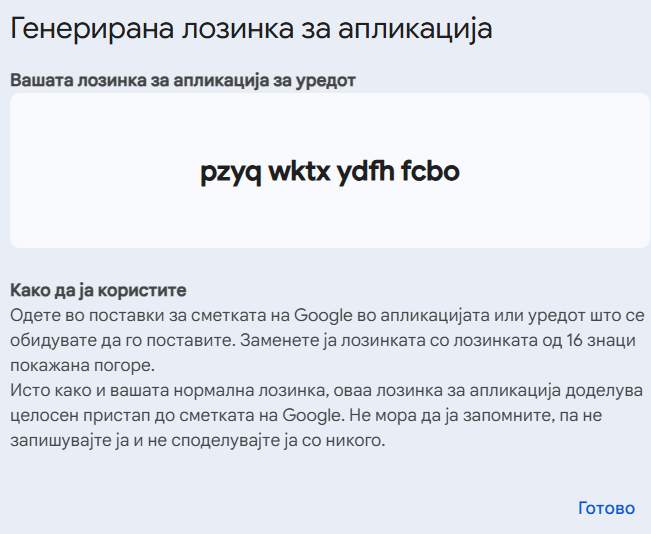 Генерирана лозинка за апликација
Вашата лозинка за апликација за уредот
pzyq wktx ydfh fcbo
Како да ја користите
Одете во поставки за сметката на Google во апликацијата или уредот што се
обидувате да го поставите. Заменете ја лозинката со лозинката од 16 знаци
покажана погоре.
Исто како и вашата нормална лозинка, оваа лозинка за апликација доделува
целосен пристап до сметката на Google. Не мора да ја запомните, па не
запишувајте ја и не споделувајте ја со никого.
Готово